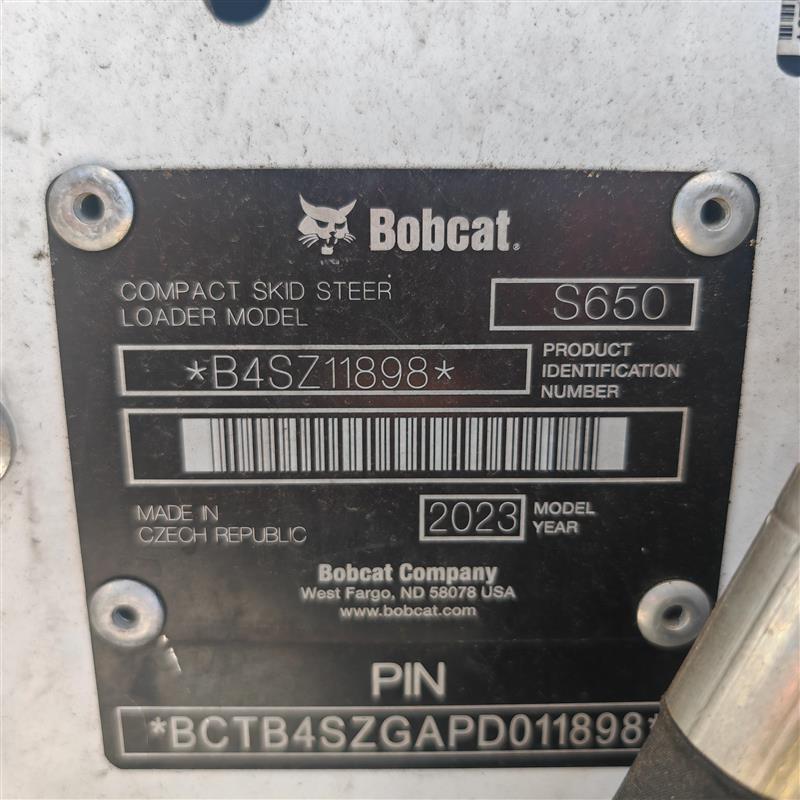 Bobcat.
COMPACT SKID STEER
LOADER MODEL
S650
*B4SZ11898*
PRODUCT
IDENTIFICATION
NUMBER
MADE IN
CZECH REPUBLIC
2023
MODEL
YEAR
Bobcat Company
West Fargo, ND 58078 USA
www.bobcat.com
PIN
*BCTB4SZGAPD011898*